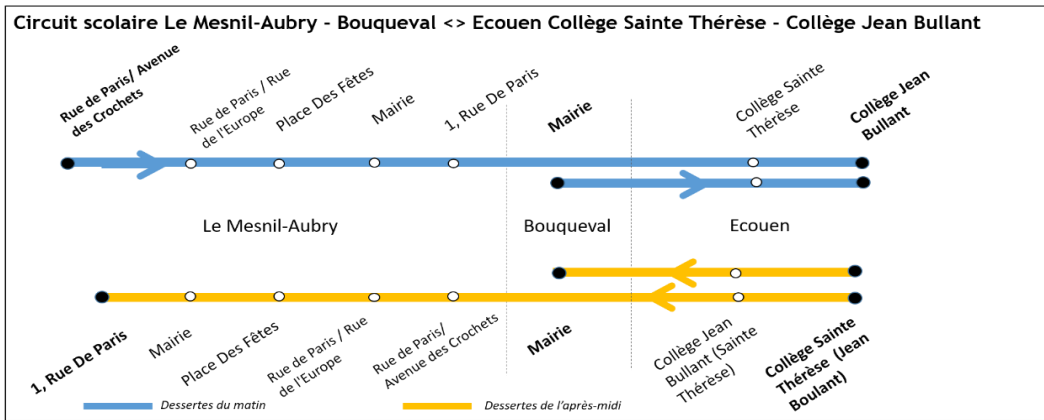 Circuit scolaire Le Mesnil-Aubry - Bouqueval <> Ecouen Collège Sainte Thérèse - Collège Jean Bullant
Rue de Paris/ Avenue
des Crochets
Rue de Paris / Rue
de l'Europe
Place Des Fêtes
Mairie
1, Rue De Paris
Mairie
Collège Sainte
Thérèse
Collège Jean
Bullant
Le Mesnil-Aubry
Bouqueval
Ecouen
1, Rue De Paris
Mairie
Place Des Fêtes
Rue de Paris / Rue
de l'Europe
Rue de Paris/
Avenue des Crochets
Mairie
Collège Jean
Bullant (Sainte
Thérèse)
Collège Sainte
Thérèse (Jean
Boulant)
Dessertes du matin
Dessertes de l'après-midi